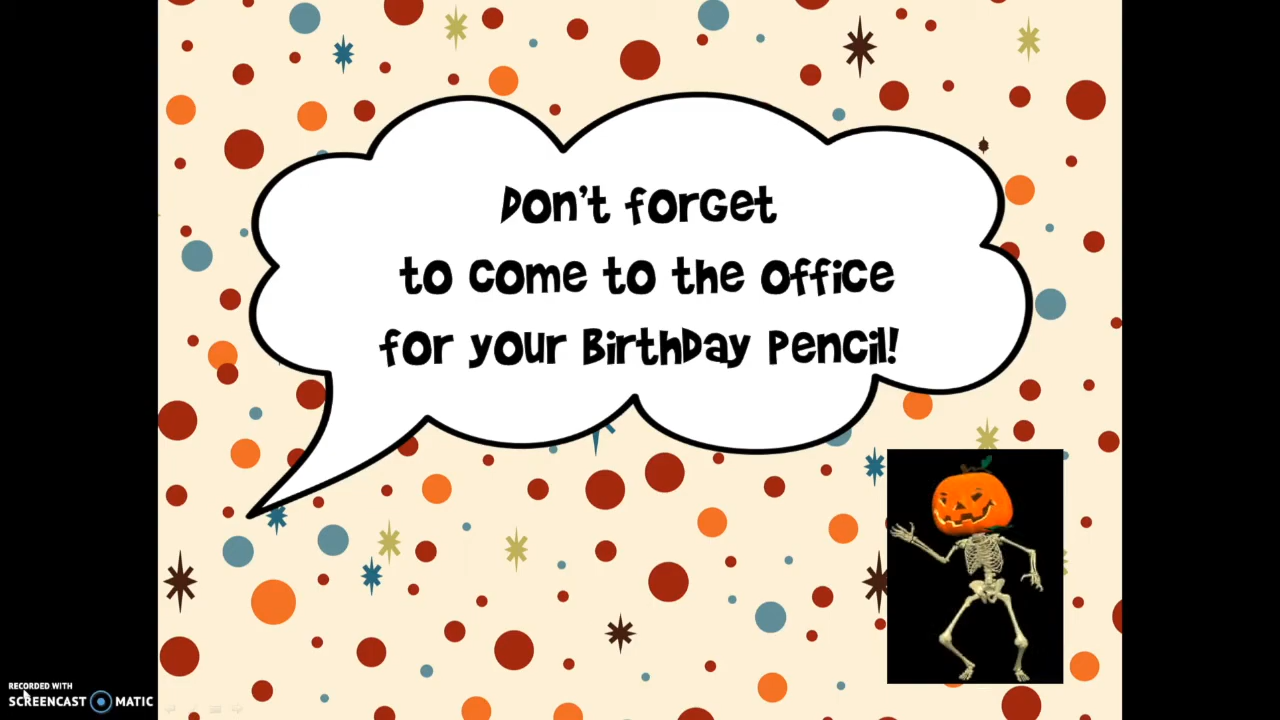 Don't forget
to come to the office
for your Birthday Pencil!
RECORDED WITH
SCREENCAST MATIC